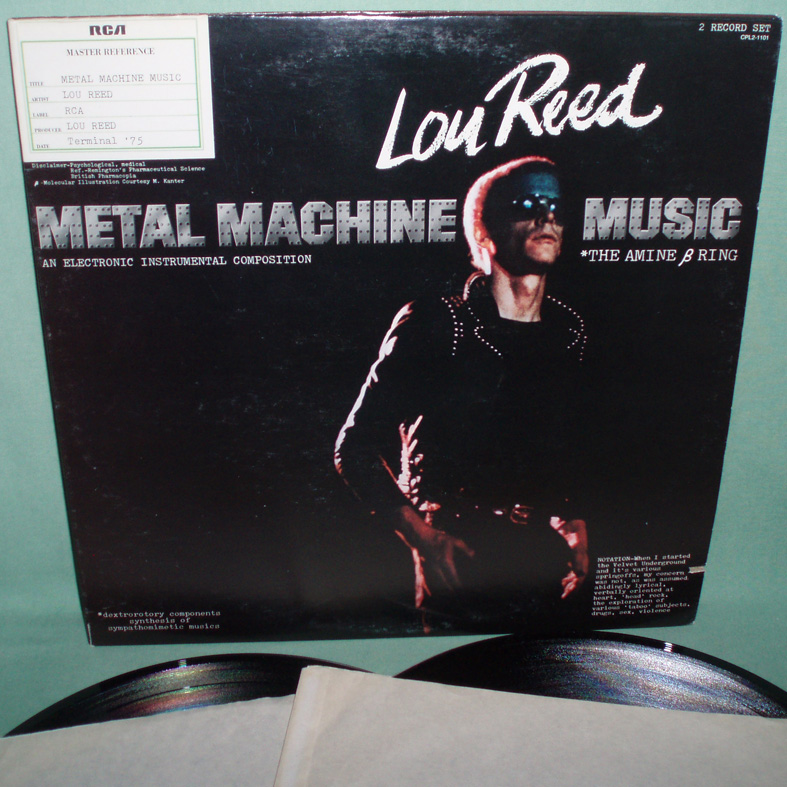 RCA
MASTER REFERENCE
TITLE METAL MACHINE MUSIC
ARTIST LOU REED
LABEL RCA
PRODUCER LOU REED
DATE Terminal '75
Disclaimer-Psychological, medical
Ref.-Remington's Pharmaceutical Science
British Pharmacopia
β-Molecular Illustration Courtesy M. Kanter
2 RECORD SET
CPL2-1101
Lou Reed
METAL MACHINE MUSIC
AN ELECTRONIC INSTRUMENTAL COMPOSITION
*THE AMINE β RING
NOTATION-When I started
the Velvet Underground
and it's various
springoffs, my concern
was not, as was assumed
abidingly lyrical,
verbally oriented at
heart, 'head' rock,
the exploration of
various 'taboo' subjects,
drugs, sex, violence
*dextrorotory components
synthesis of
sympathomimetic musics